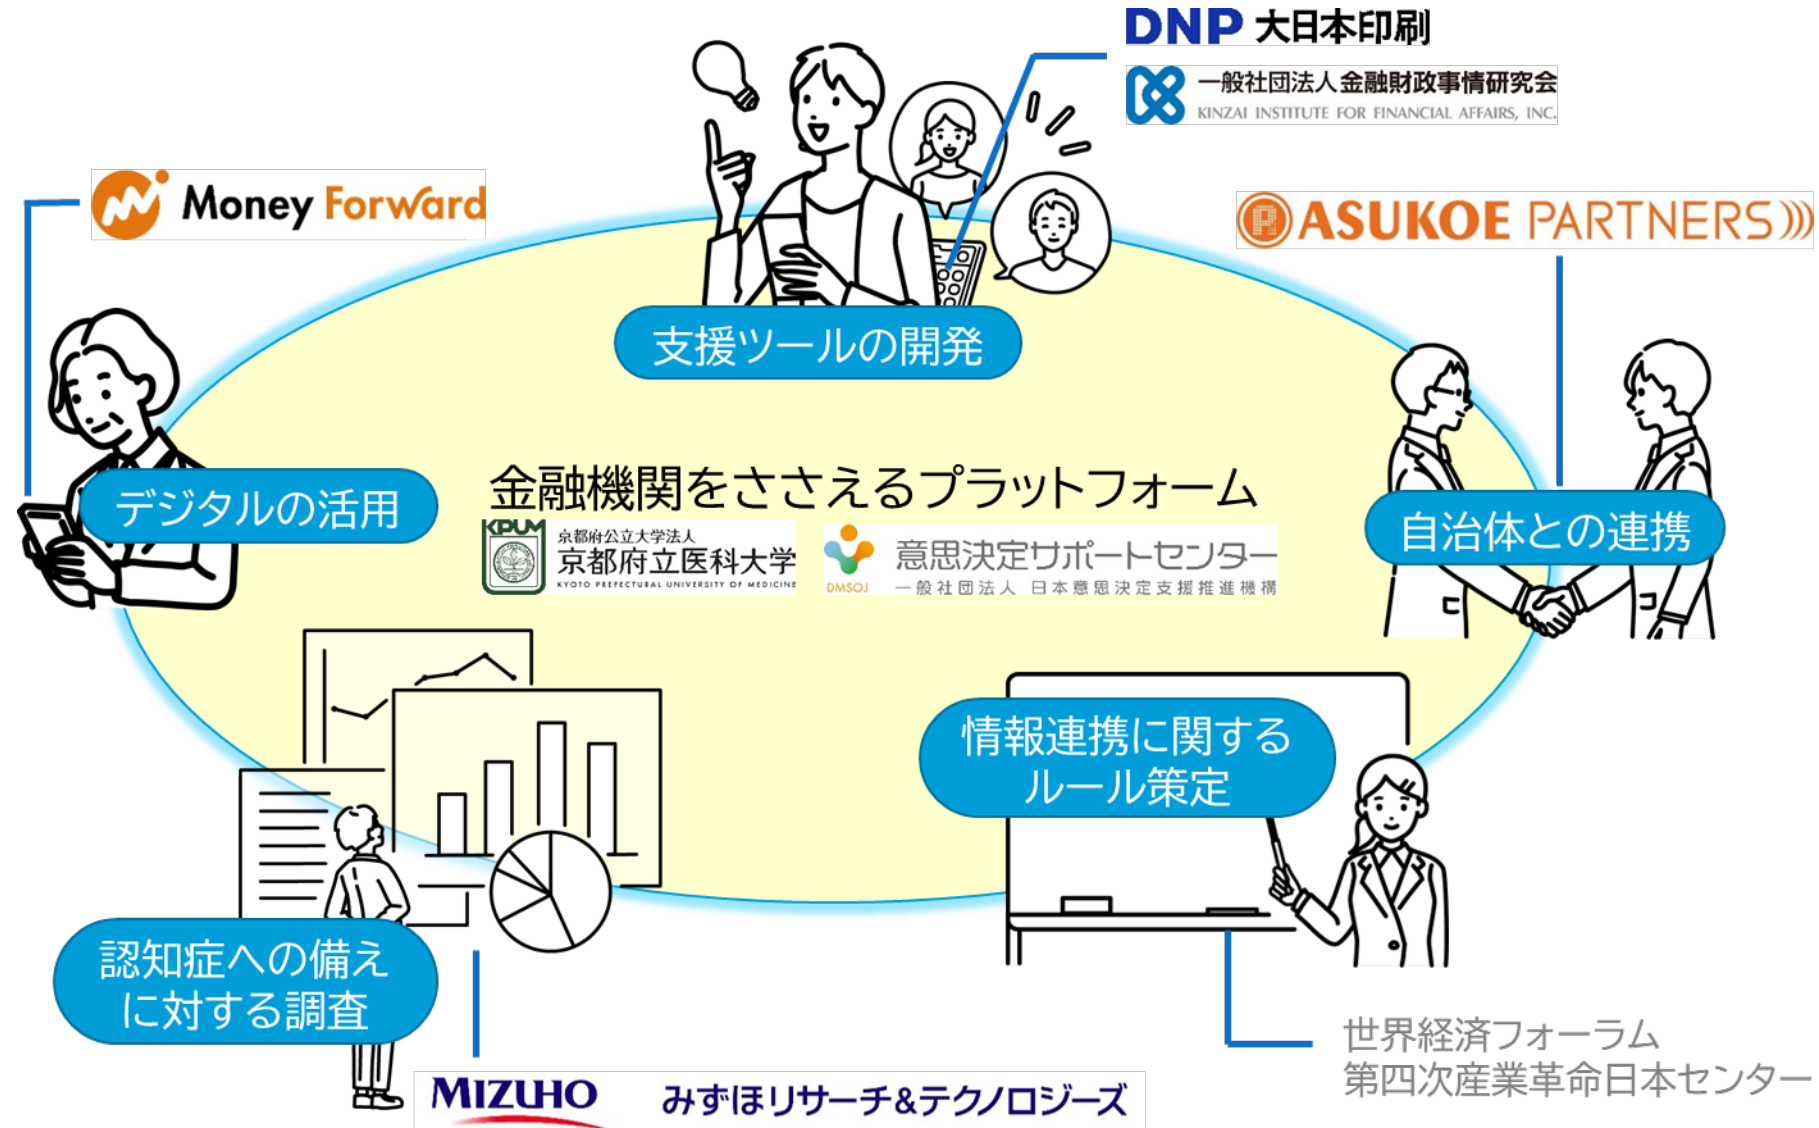 DNP 大日本印刷
一般社団法人金融財政事情研究会
KINZAI INSTITUTE FOR FINANCIAL AFFAIRS, INC.
Money Forward
ASUKOE PARTNERS
支援ツールの開発
デジタルの活用
金融機関をささえるプラットフォーム
自治体との連携
KPUM
京都府公立大学法人
京都府立医科大学
KYOTO PREFECTURAL UNIVERSITY OF MEDICINE
意思決定サポートセンター
DMSOJ 一般社団法人 日本意思決定支援推進機構
情報連携に関する
ルール策定
認知症への備え
に対する調査
世界経済フォーラム
第四次産業革命日本センター
MIZUHO みずほリサーチ&テクノロジーズ